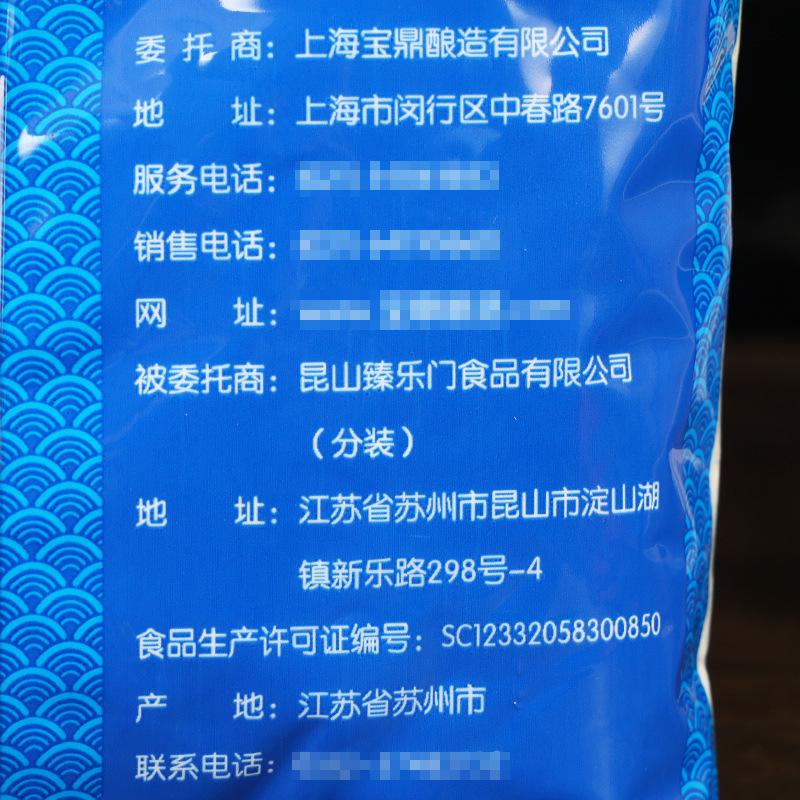 委托商：上海宝鼎酿造有限公司
地址：上海市闵行区中春路7601号
服务电话：
销售电话：
网址：
被委托商：昆山臻乐门食品有限公司
（分装）
地址：江苏省苏州市昆山市淀山湖
镇新乐路298号-4
食品生产许可证编号：SC12332058300850
产地：江苏省苏州市
联系电话：